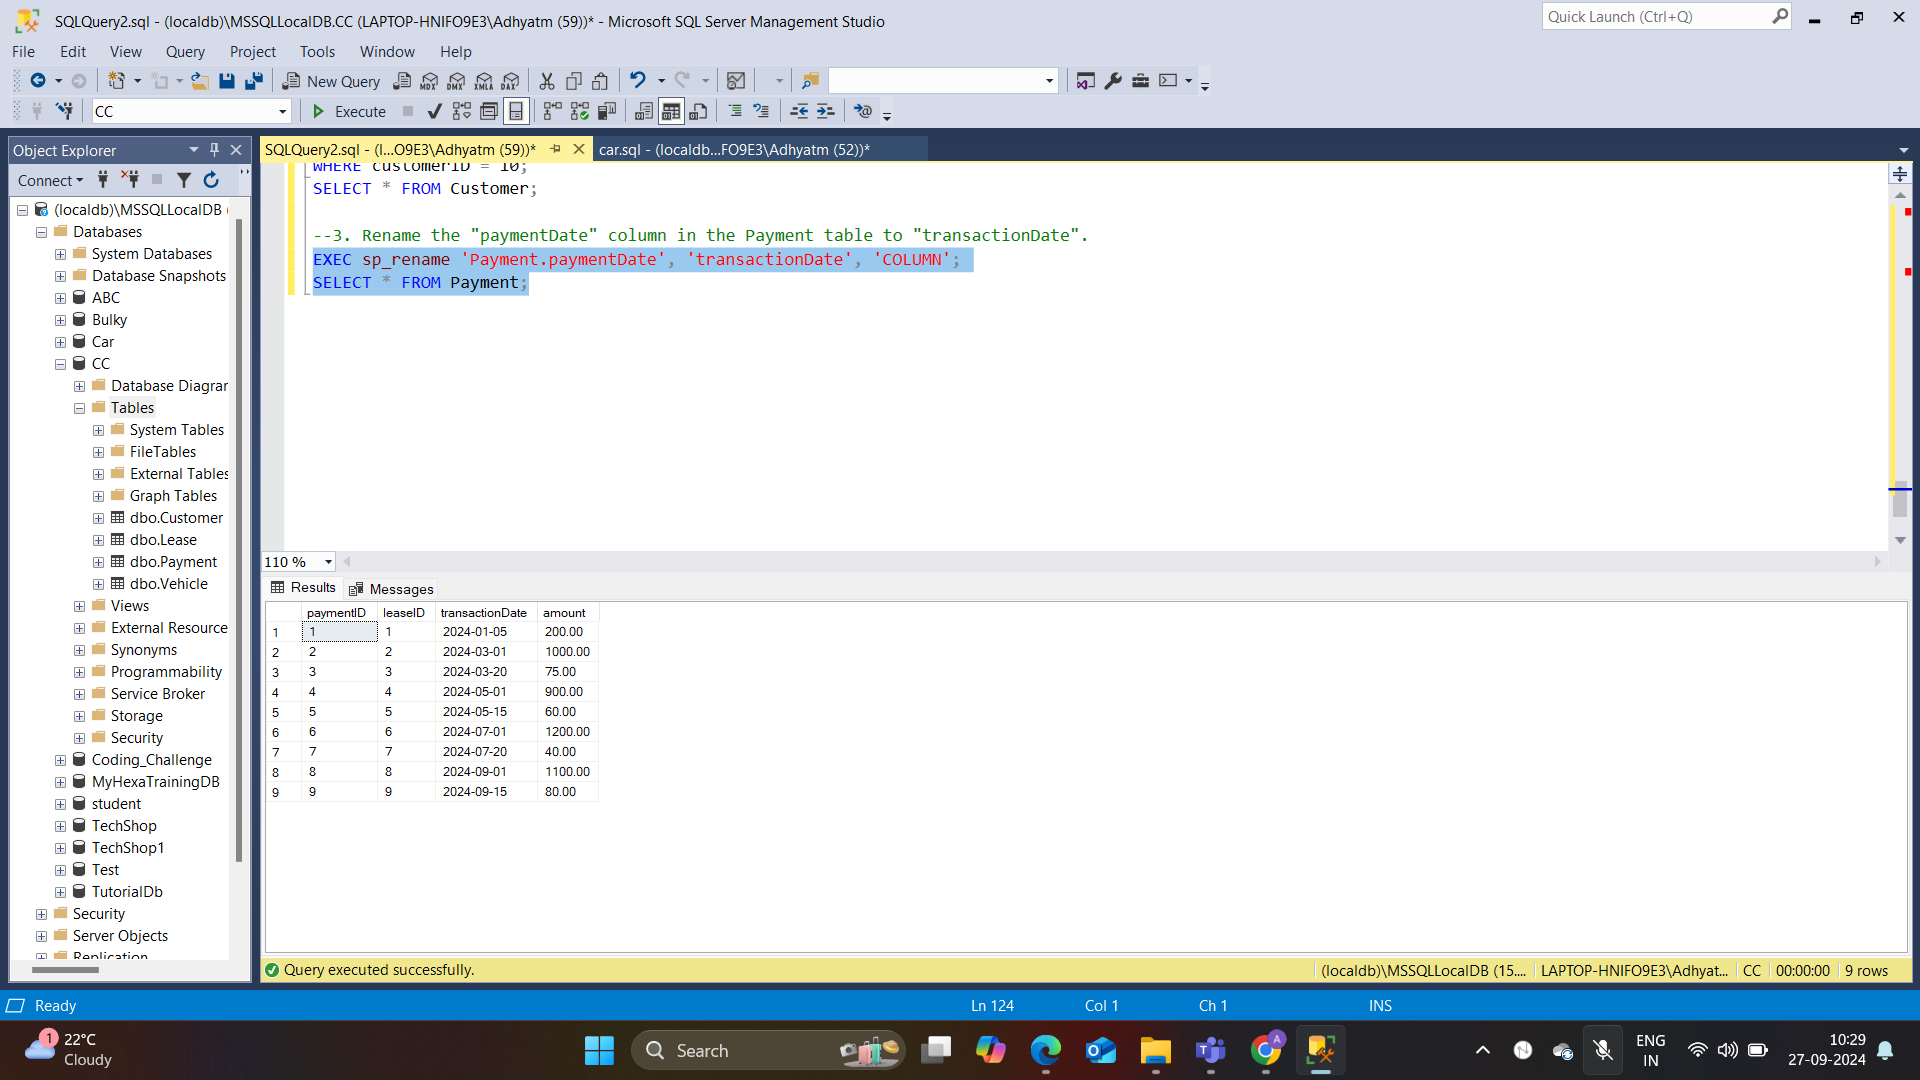 SQLQuery2.sql - (localdb)\MSSQLLocalDB.CC (LAPTOP-HNIFO9E3\Adhyatm (59))* - Microsoft SQL Server Management Studio
Quick Launch (Ctrl+Q)
File Edit View Query Project Tools Window Help
New Query MDX DMX XMLA DAX
CC Execute
Object Explorer
SQLQuery2.sql - (l...O9E3\Adhyatm (59))*
car.sql - (localdb...FO9E3\Adhyatm (52))*
Connect
(localdb)\MSSQLLocalDB (
Databases
System Databases
Database Snapshots
ABC
Bulky
Car
CC
Database Diagrar
Tables
System Tables
FileTables
External Tables
Graph Tables
dbo.Customer
dbo.Lease
dbo.Payment
dbo.Vehicle
Views
External Resource
Synonyms
Programmability
Service Broker
Storage
Security
Coding_Challenge
MyHexaTrainingDB
student
TechShop
TechShop1
Test
TutorialDb
Security
Server Objects
Replication
WHERE customerID = 10;
SELECT * FROM Customer;
--3. Rename the "paymentDate" column in the Payment table to "transactionDate".
EXEC sp_rename 'Payment.paymentDate', 'transactionDate', 'COLUMN';
SELECT * FROM Payment;
110 %
Results Messages
paymentID leaseID transactionDate amount
1 1 1 2024-01-05 200.00
2 2 2 2024-03-01 1000.00
3 3 3 2024-03-20 75.00
4 4 4 2024-05-01 900.00
5 5 5 2024-05-15 60.00
6 6 6 2024-07-01 1200.00
7 7 7 2024-07-20 40.00
8 8 8 2024-09-01 1100.00
9 9 9 2024-09-15 80.00
Query executed successfully.
(localdb)\MSSQLLocalDB (15.... LAPTOP-HNIFO9E3\Adhyat... CC 00:00:00 9 rows
Ready Ln 124 Col 1 Ch 1 INS
1 22°C
Cloudy
Search
ENG
IN
10:29
27-09-2024